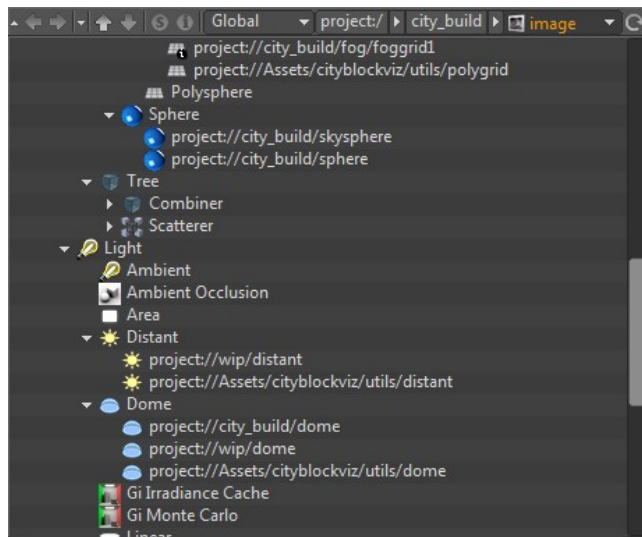 Global project:/ city_build image
project://city_build/fog/foggrid1
project://Assets/cityblockviz/utils/polygrid
Polysphere
Sphere
project://city_build/skysphere
project://city_build/sphere
Tree
Combiner
Scatterer
Light
Ambient
Ambient Occlusion
Area
Distant
project://wip/distant
project://Assets/cityblockviz/utils/distant
Dome
project://city_build/dome
project://wip/dome
project://Assets/cityblockviz/utils/dome
Gi Irradiance Cache
Gi Monte Carlo
Linear